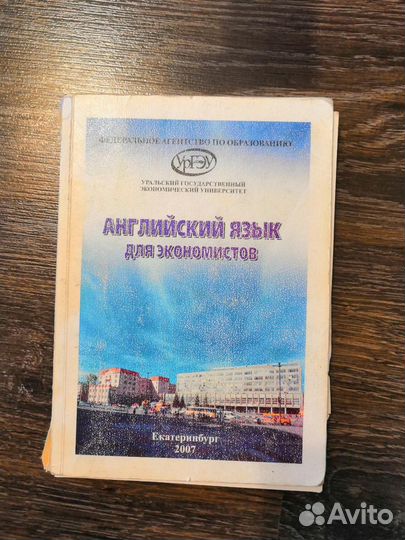 ФЕДЕРАЛЬНОЕ АГЕНТСТВО ПО ОБРАЗОВАНИЮ
УрГЭУ
УРАЛЬСКИЙ ГОСУДАРСТВЕННЫЙ
ЭКОНОМИЧЕСКИЙ УНИВЕРСИТЕТ
АНГЛИЙСКИЙ ЯЗЫК
ДЛЯ ЭКОНОМИСТОВ
Екатеринбург
2007
Avito